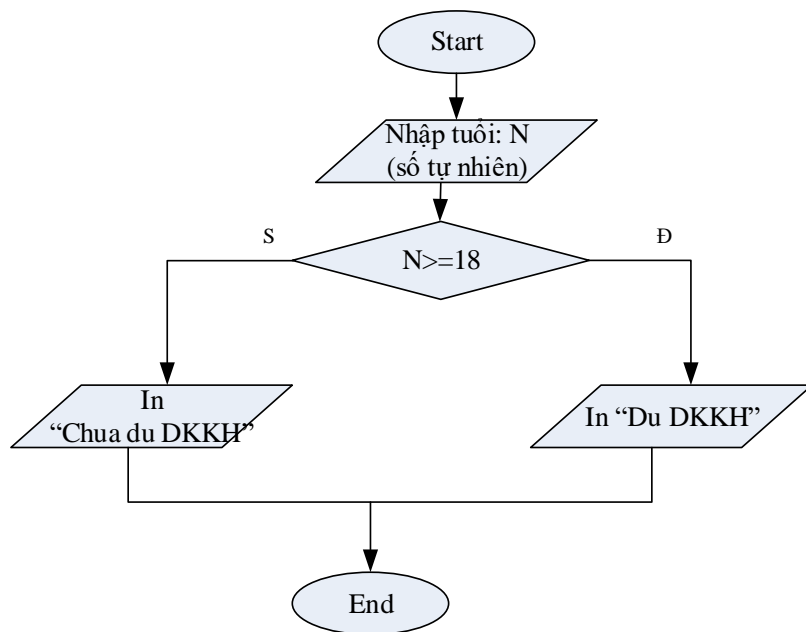 Start
Nhập tuổi: N
(số tự nhiên)
S
Đ
N>=18
In
“Chua du DKKH”
In “Du DKKH”
End